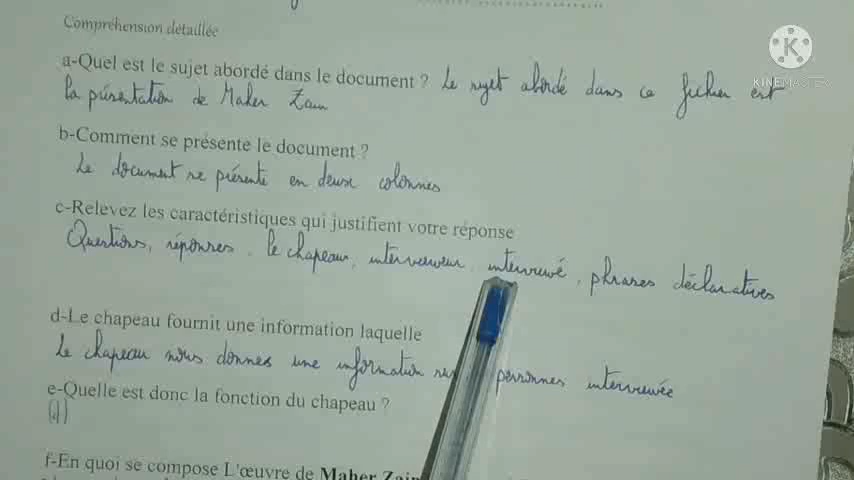 Compréhension détaillée
a-Quel est le sujet abordé dans le document ? Le sujet abordé dans ce fichier est
la présentation de Maher Zain
b-Comment se présente le document ?
Le document se présente en deux colonnes
c-Relevez les caractéristiques qui justifient votre réponse
Questions, réponses, le chapeau, intervieweur, interviewé, phrases déclaratives
d-Le chapeau fournit une information laquelle
Le chapeau nous donnes une information personnes interviewée
e-Quelle est donc la fonction du chapeau ?
(d)
f-En quoi se compose L'œuvre de Maher Zain
K
KINEMASTER